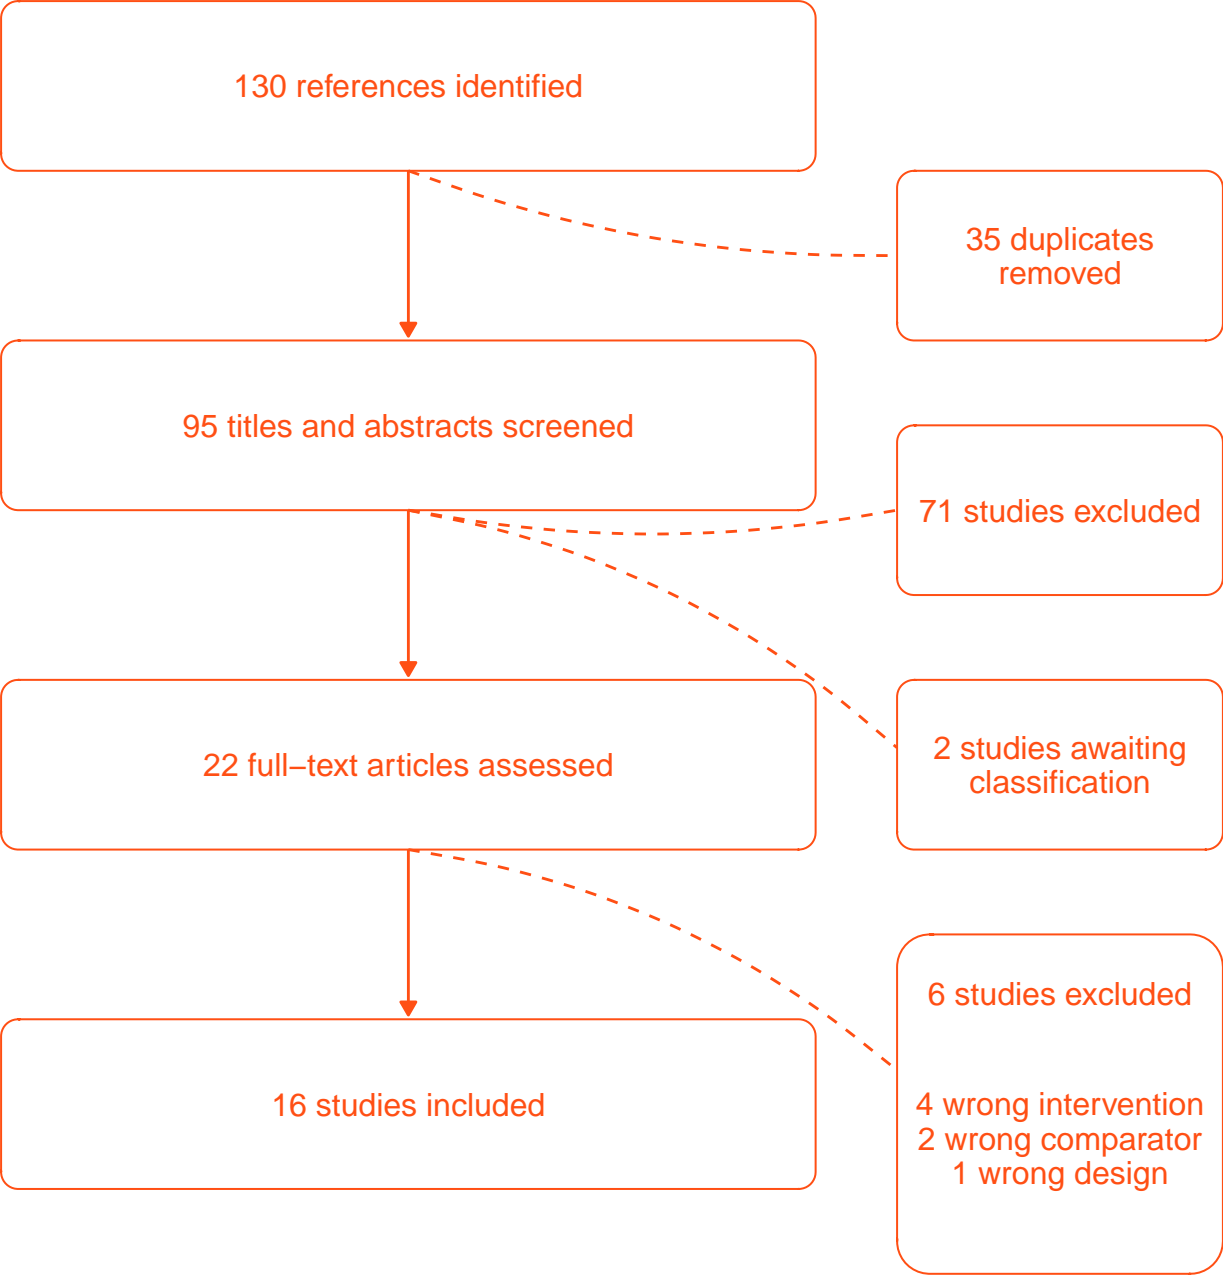 130 references identified
35 duplicates
removed
95 titles and abstracts screened
71 studies excluded
22 full−text articles assessed
2 studies awaiting
classification
6 studies excluded
4 wrong intervention
2 wrong comparator
1 wrong design
16 studies included